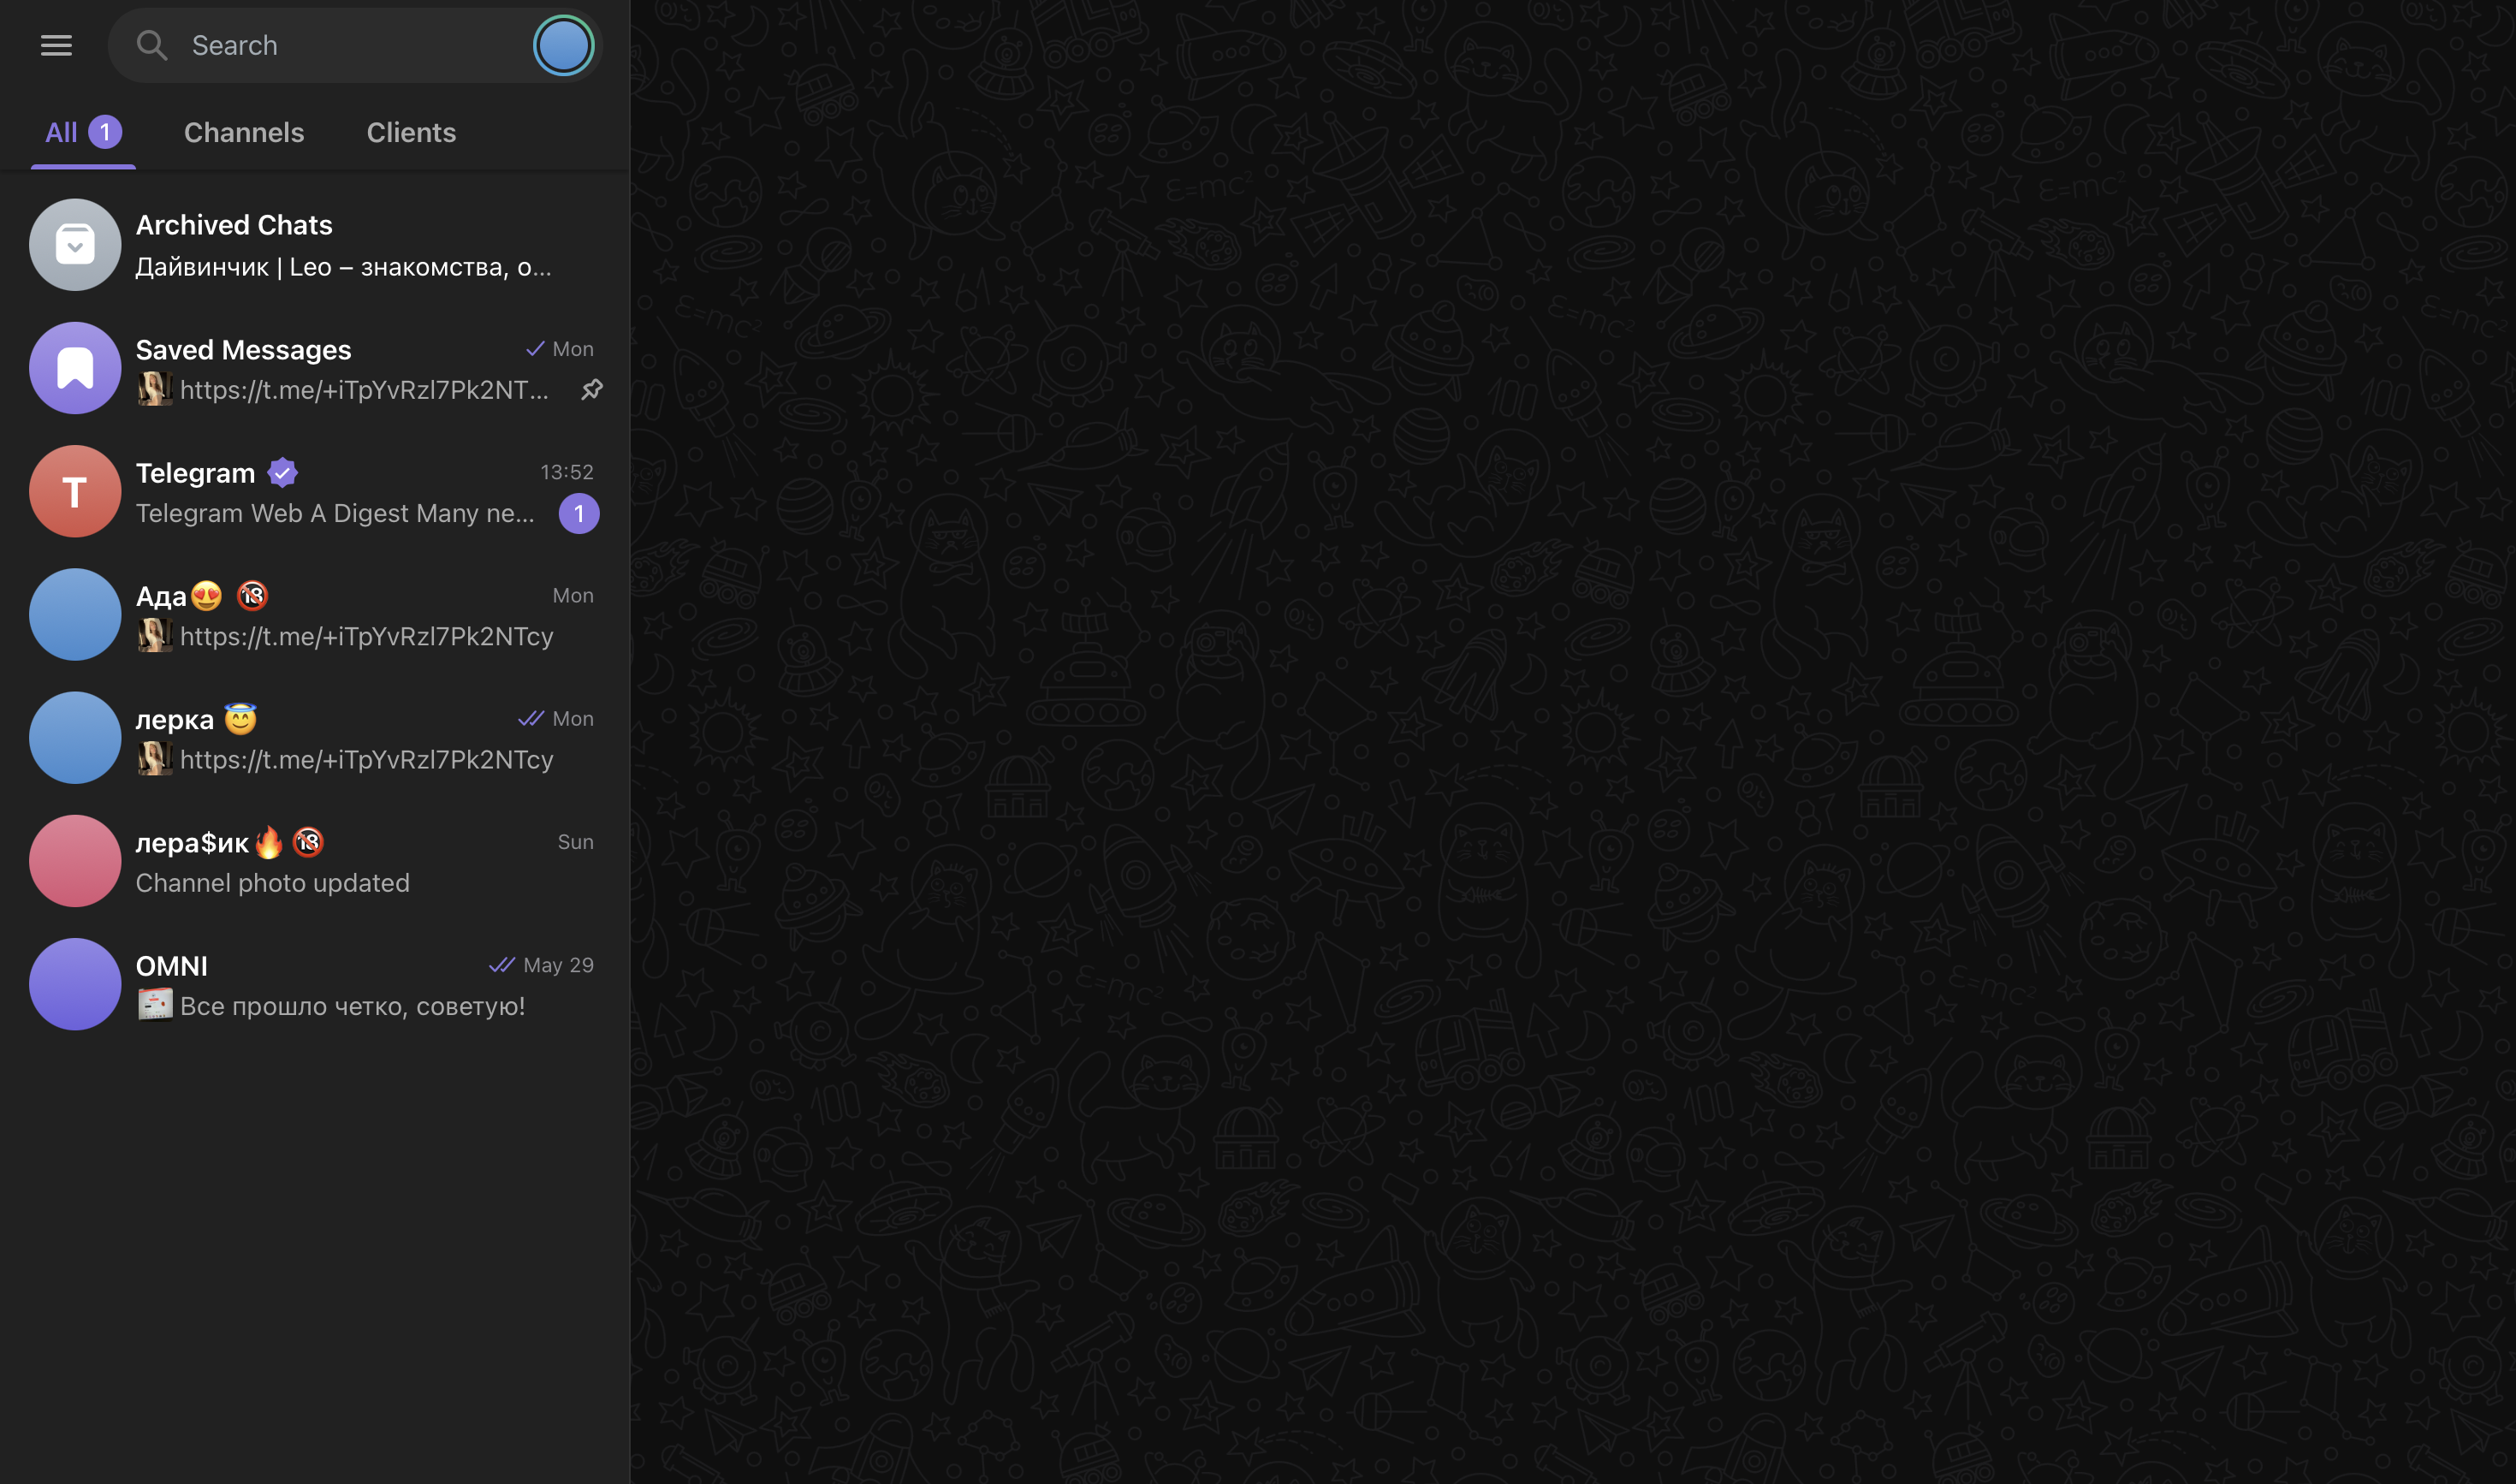 Search
All 1 Channels Clients
Archived Chats
Дайвинчик | Leo – знакомства, о...
Saved Messages Mon
https://t.me/+iTpYvRzl7Pk2NT...
Telegram 13:52
Telegram Web A Digest Many ne... 1
Ада😍 🔞 Mon
https://t.me/+iTpYvRzl7Pk2NTcy
лерка 😇 Mon
https://t.me/+iTpYvRzl7Pk2NTcy
лера$ик🔥🔞 Sun
Channel photo updated
OMNI May 29
Все прошло четко, советую!
T
ε=mc²